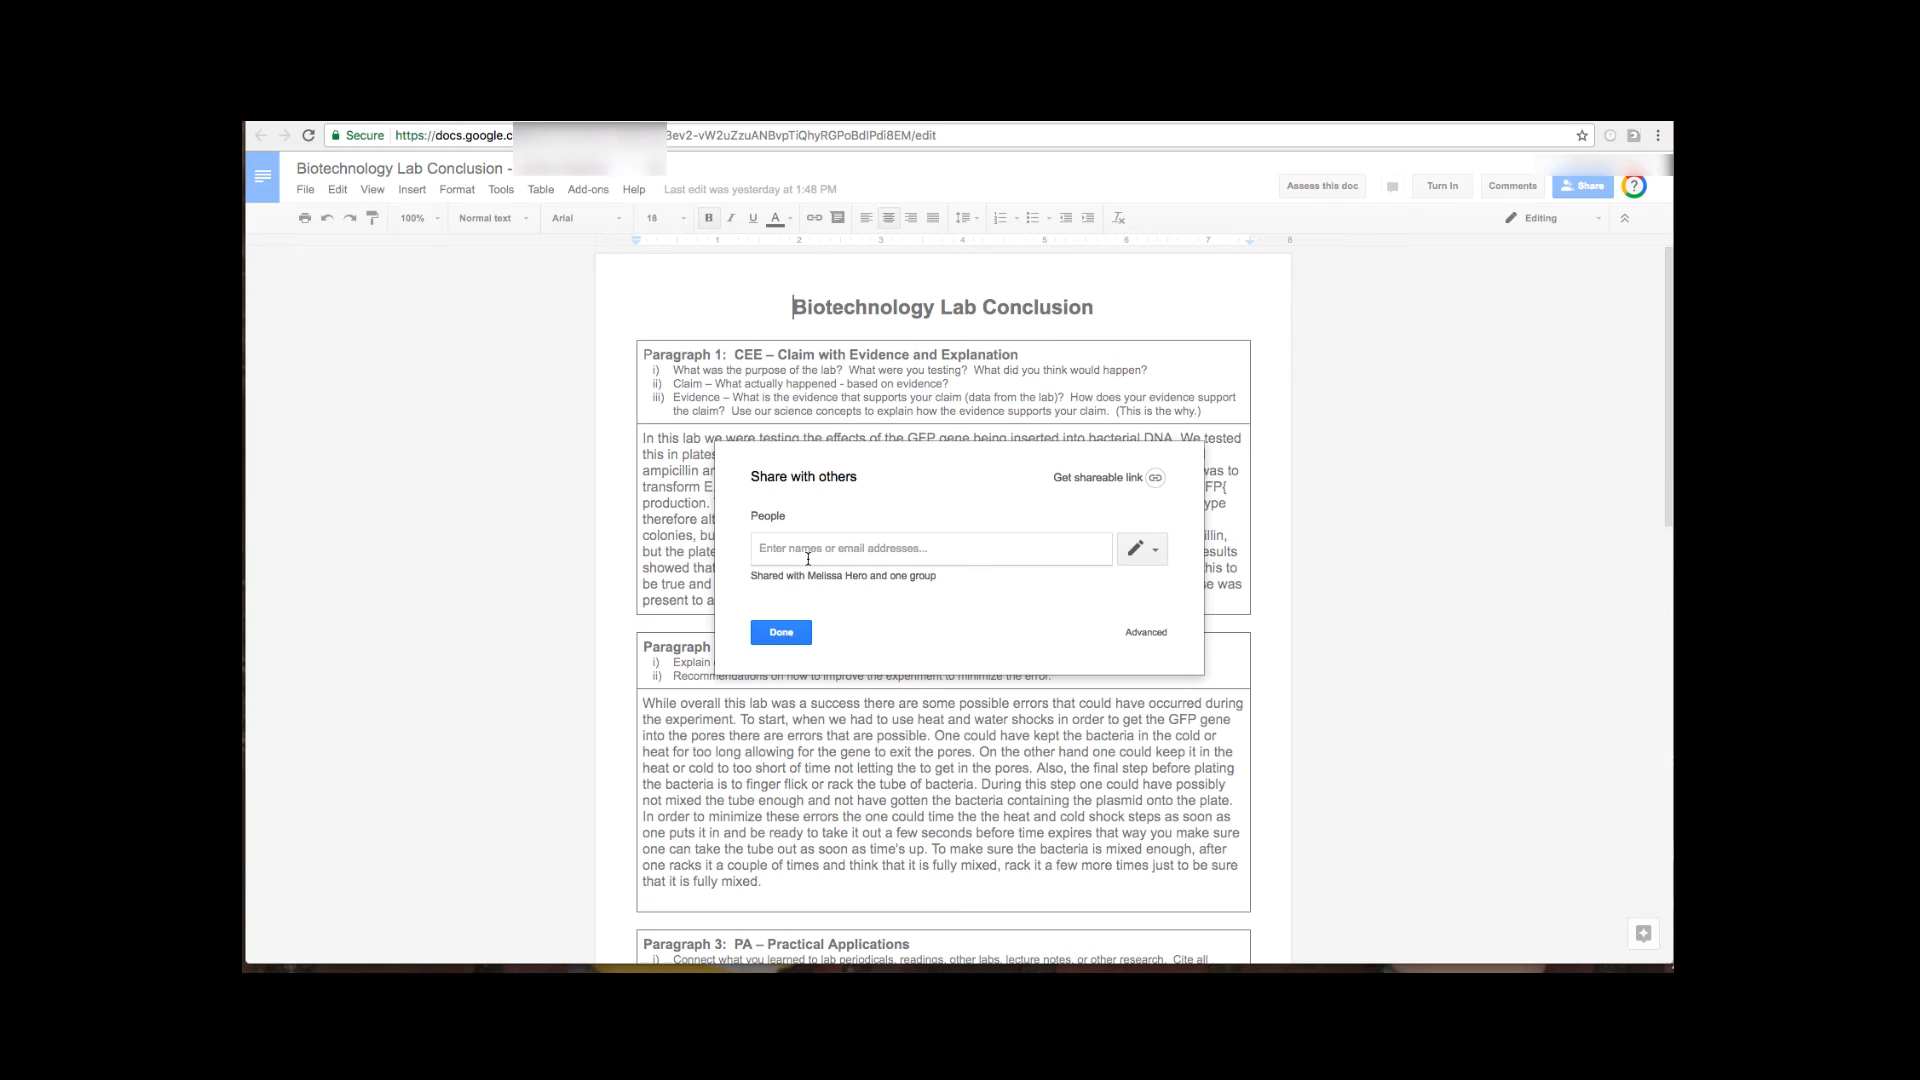 Secure https://docs.google.c 3ev2-vW2uZzuANBvpTiQhyRGPoBdIPdi8EM/edit
Biotechnology Lab Conclusion -
File Edit View Insert Format Tools Table Add-ons Help Last edit was yesterday at 1:48 PM
Assess this doc Turn In Comments Share
100% Normal text Arial 18 B I U A Editing
1 2 3 4 5 6 7 8
Biotechnology Lab Conclusion
Paragraph 1: CEE – Claim with Evidence and Explanation
i) What was the purpose of the lab? What were you testing? What did you think would happen?
ii) Claim – What actually happened - based on evidence?
iii) Evidence – What is the evidence that supports your claim (data from the lab)? How does your evidence support
the claim? Use our science concepts to explain how the evidence supports your claim. (This is the why.)
In this lab we were testing the effects of the GFP gene being inserted into bacterial DNA. We tested
this in plates
ampicillin was to
transform E FP{
production. ype
therefore
colonies, illin,
but the plate esults
showed that his to
be true and se was
present to a
Share with others
Get shareable link
People
Enter names or email addresses...
Shared with Melissa Hero and one group
Done
Advanced
Paragraph
i) Explain
ii) Recommendations on how to improve the experiment to minimize the error.
While overall this lab was a success there are some possible errors that could have occurred during
the experiment. To start, when we had to use heat and water shocks in order to get the GFP gene
into the pores there are errors that are possible. One could have kept the bacteria in the cold or
heat for too long allowing for the gene to exit the pores. On the other hand one could keep it in the
heat or cold to too short of time not letting the to get in the pores. Also, the final step before plating
the bacteria is to finger flick or rack the tube of bacteria. During this step one could have possibly
not mixed the tube enough and not have gotten the bacteria containing the plasmid onto the plate.
In order to minimize these errors the one could time the the heat and cold shock steps as soon as
one puts it in and be ready to take it out a few seconds before time expires that way you make sure
one can take the tube out as soon as time's up. To make sure the bacteria is mixed enough, after
one racks it a couple of times and think that it is fully mixed, rack it a few more times just to be sure
that it is fully mixed.
Paragraph 3: PA – Practical Applications
i) Connect what you learned to lab periodicals, readings, other labs, lecture notes, or other research. Cite all